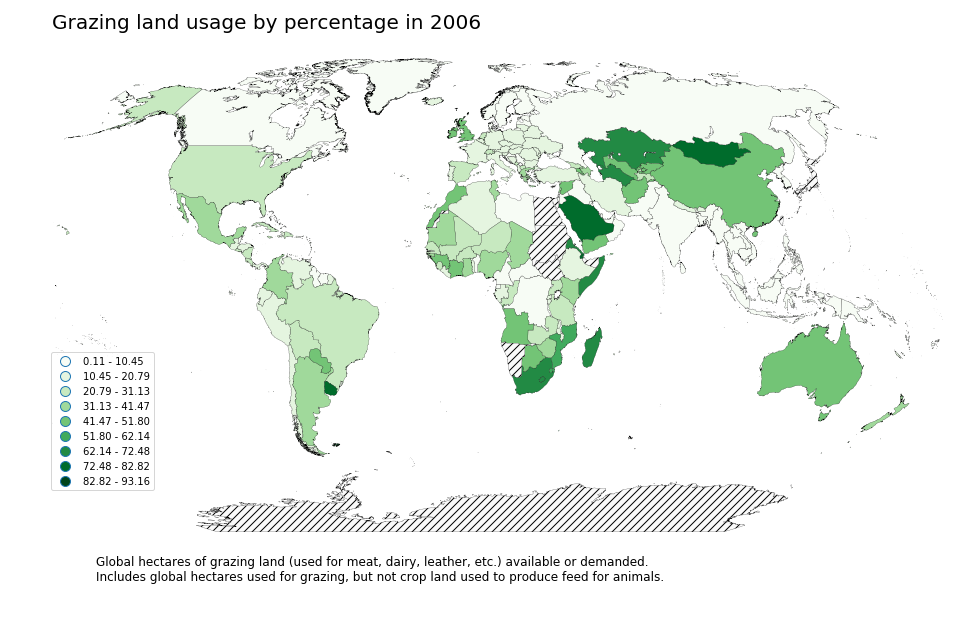 Grazing land usage by percentage in 2006
0.11 - 10.45
10.45 - 20.79
20.79 - 31.13
31.13 - 41.47
41.47 - 51.80
51.80 - 62.14
62.14 - 72.48
72.48 - 82.82
82.82 - 93.16
Global hectares of grazing land (used for meat, dairy, leather, etc.) available or demanded.
Includes global hectares used for grazing, but not crop land used to produce feed for animals.